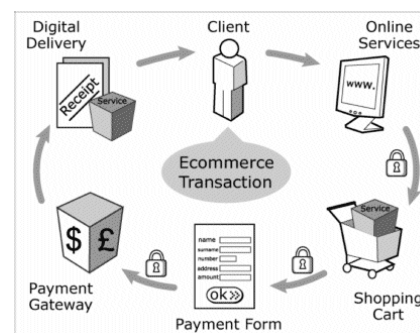 Digital
Delivery
Client
Online
Services
Receipt
Service
www.
Ecommerce
Transaction
Service
$ £
name
surname
number
address
amount
ok»
Payment
Gateway
Payment Form
Shopping
Cart